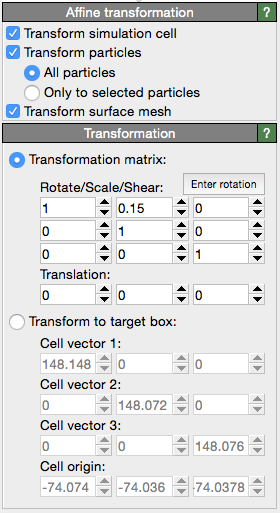 Affine transformation ?
Transform simulation cell
Transform particles
All particles
Only to selected particles
Transform surface mesh
Transformation ?
Transformation matrix:
Rotate/Scale/Shear: Enter rotation
1 0.15 0
0 1 0
0 0 1
Translation:
0 0 0
Transform to target box:
Cell vector 1:
148.148 0 0
Cell vector 2:
0 148.072 0
Cell vector 3:
0 0 148.076
Cell origin:
-74.074 -74.036 -74.0378